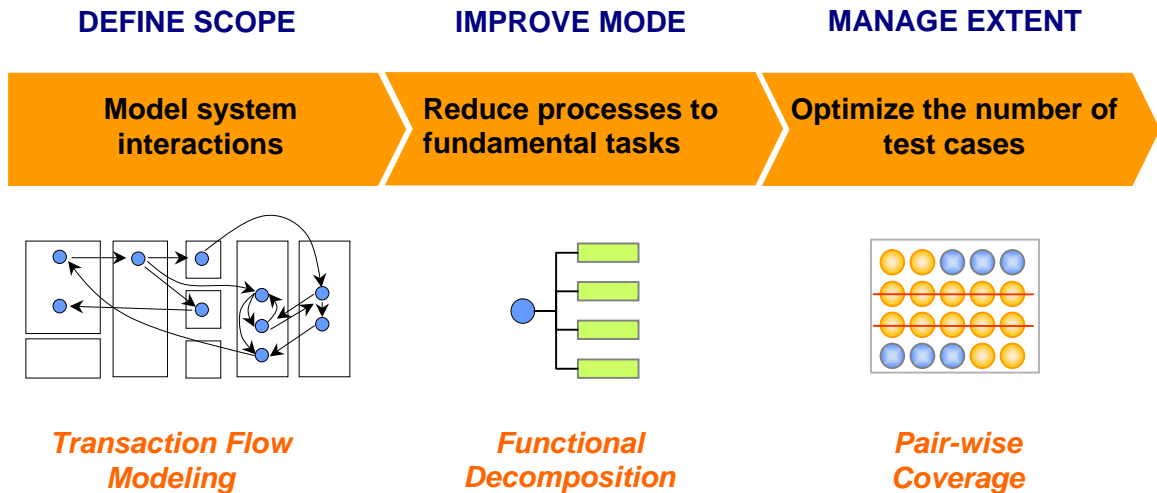 DEFINE SCOPE
IMPROVE MODE
MANAGE EXTENT
Model system
interactions
Reduce processes to
fundamental tasks
Optimize the number of
test cases
Transaction Flow
Modeling
Functional
Decomposition
Pair-wise
Coverage